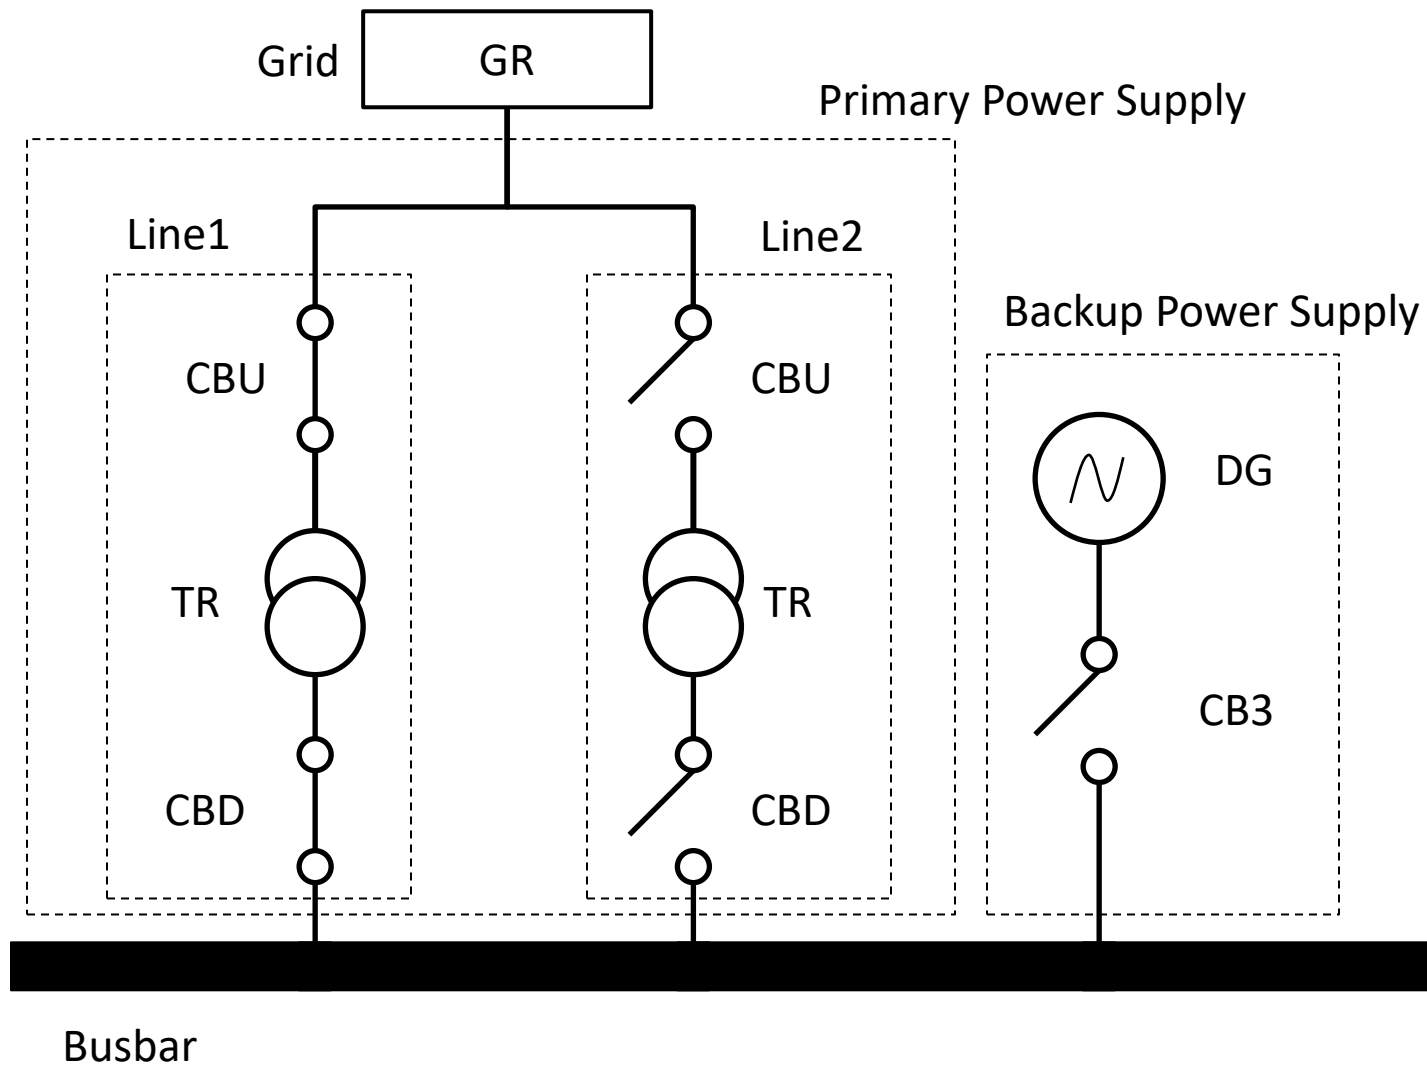 Grid
GR
Primary Power Supply
Line1
Line2
Backup Power Supply
CBU
CBU
DG
TR
TR
CB3
CBD
CBD
Busbar